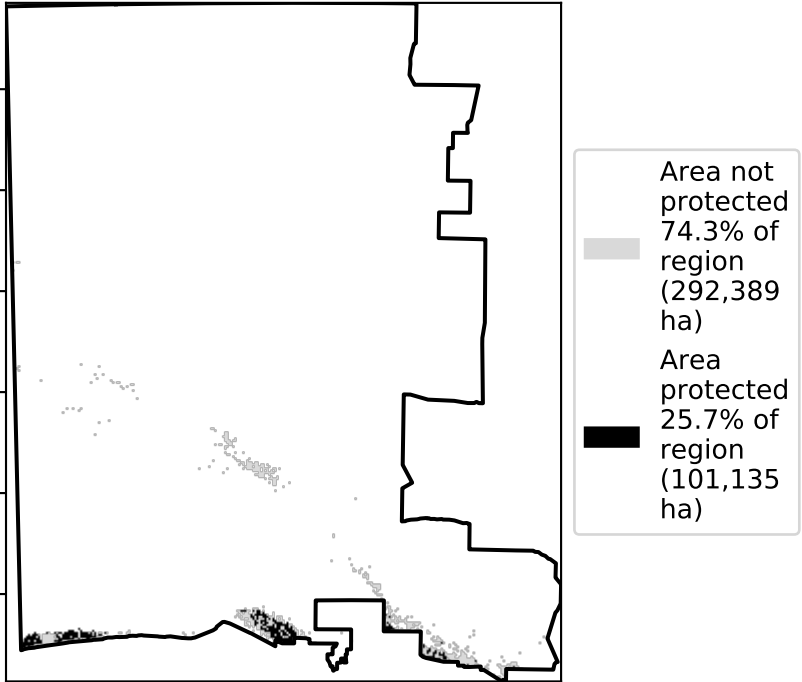 Area not
protected
74.3% of
region
(292,389
ha)
Area
protected
25.7% of
region
(101,135
ha)